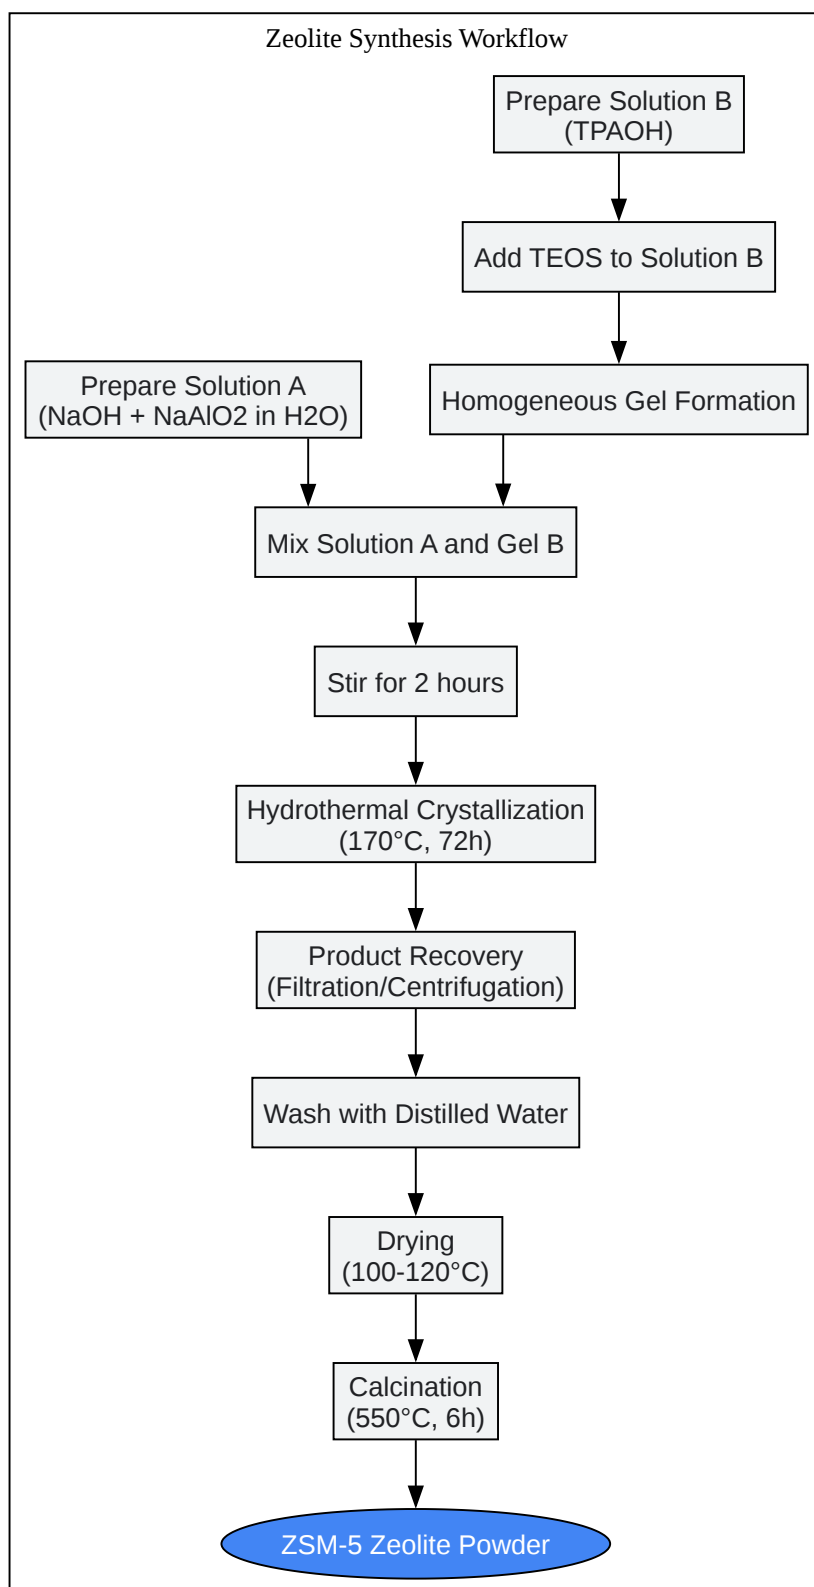 Zeolite Synthesis Workflow
Prepare Solution B
(TPAOH)
Add TEOS to Solution B
Prepare Solution A
(NaOH + NaAlO2 in H2O)
Homogeneous Gel Formation
Mix Solution A and Gel B
Stir for 2 hours
Hydrothermal Crystallization
(170°C, 72h)
Product Recovery
(Filtration/Centrifugation)
Wash with Distilled Water
Drying
(100-120°C)
Calcination
(550°C, 6h)
ZSM-5 Zeolite Powder